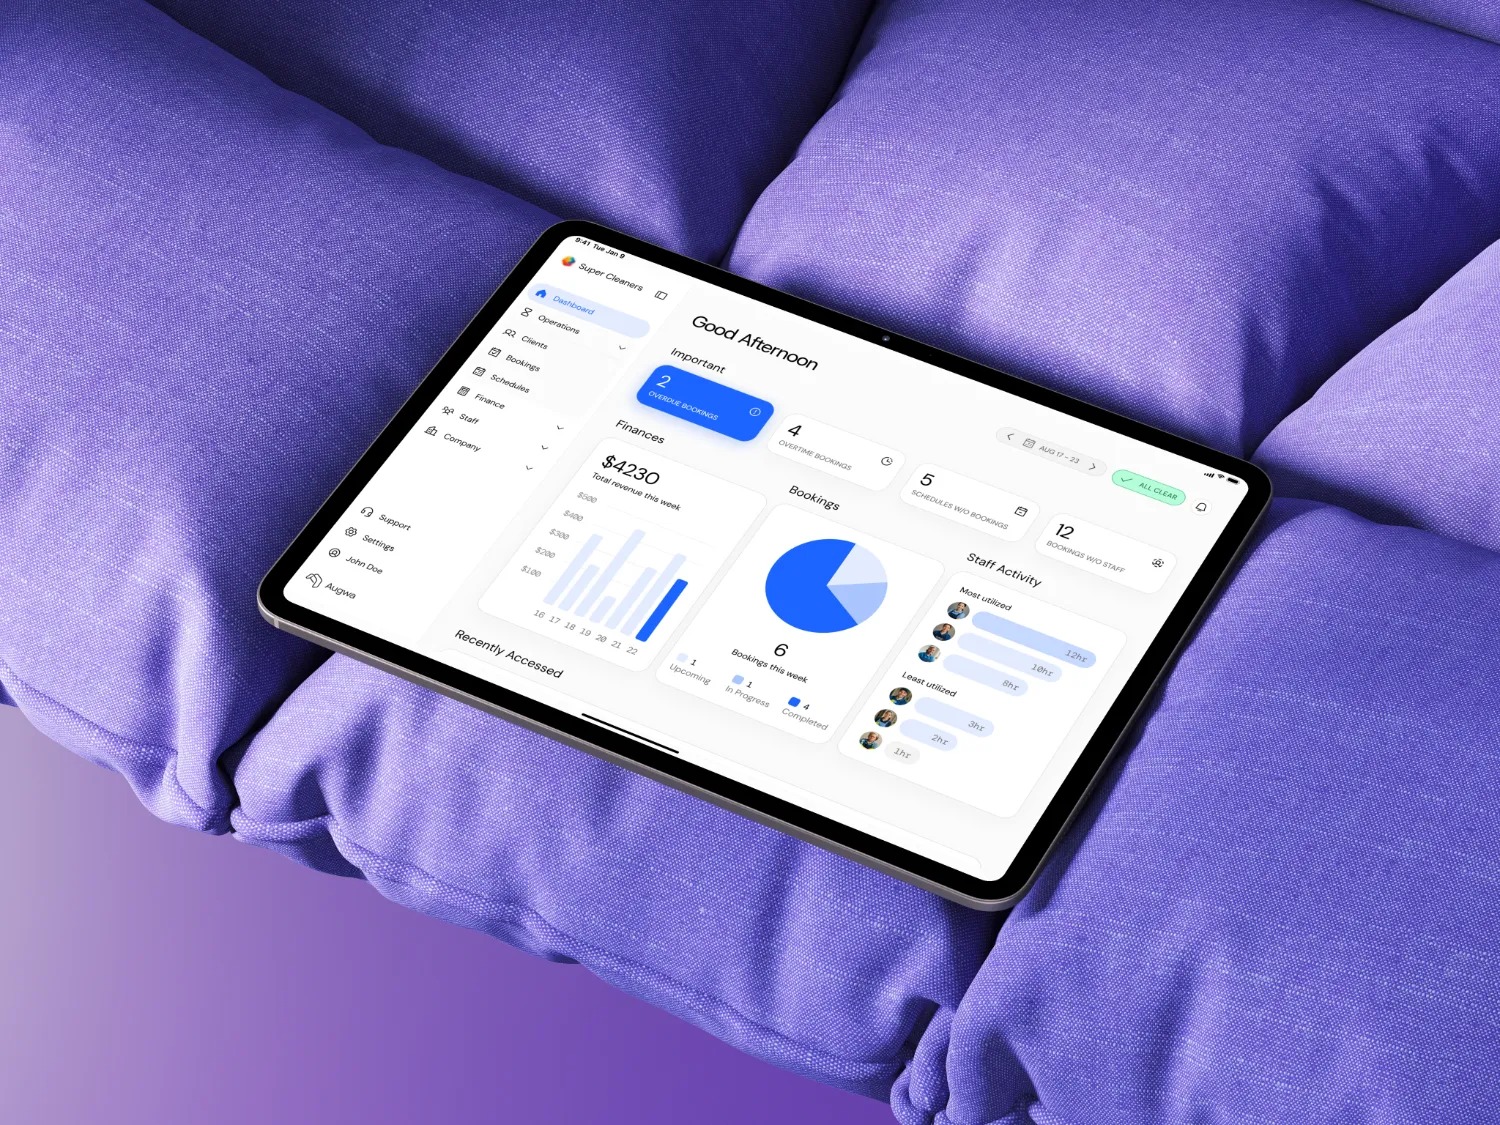 9:41 Tue Jan 9
Super Cleaners
Dashboard
Operations
Clients
Bookings
Schedules
Finance
Staff
Company
Support
Settings
John Doe
Augwa
Good Afternoon
AUG 17 - 23
ALL CLEAR
Important
2
OVERDUE BOOKINGS
4
OVERTIME BOOKINGS
5
SCHEDULES W/O BOOKINGS
12
BOOKINGS W/O STAFF
Finances
$4230
Total revenue this week
$500
$400
$300
$200
$100
16 17 18 19 20 21 22
Bookings
6
Bookings this week
1
Upcoming
1
In Progress
4
Completed
Staff Activity
Most utilized
12hr
10hr
8hr
Least utilized
3hr
2hr
1hr
Recently Accessed